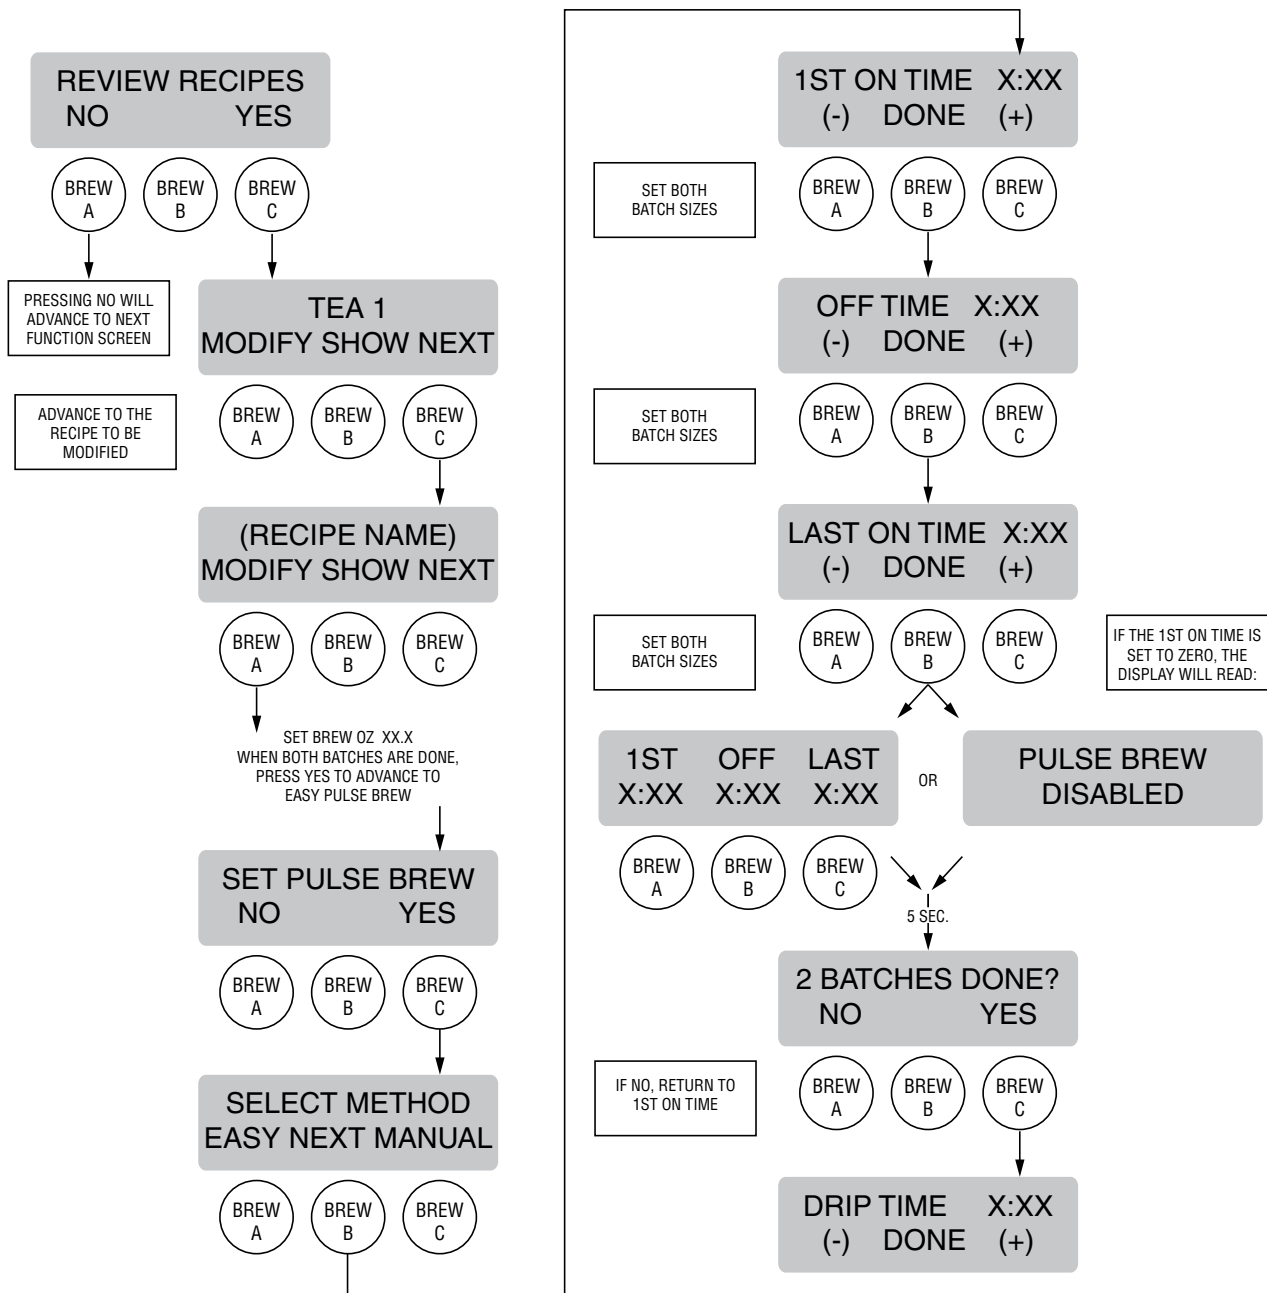 REVIEW RECIPES
NO YES
BREW
A
BREW
B
BREW
C
PRESSING NO WILL
ADVANCE TO NEXT
FUNCTION SCREEN
TEA 1
MODIFY SHOW NEXT
ADVANCE TO THE
RECIPE TO BE
MODIFIED
BREW
A
BREW
B
BREW
C
(RECIPE NAME)
MODIFY SHOW NEXT
BREW
A
BREW
B
BREW
C
SET BREW OZ XX.X
WHEN BOTH BATCHES ARE DONE,
PRESS YES TO ADVANCE TO
EASY PULSE BREW
SET PULSE BREW
NO YES
BREW
A
BREW
B
BREW
C
SELECT METHOD
EASY NEXT MANUAL
BREW
A
BREW
B
BREW
C
1ST ON TIME X:XX
(-) DONE (+)
SET BOTH
BATCH SIZES
BREW
A
BREW
B
BREW
C
OFF TIME X:XX
(-) DONE (+)
SET BOTH
BATCH SIZES
BREW
A
BREW
B
BREW
C
LAST ON TIME X:XX
(-) DONE (+)
SET BOTH
BATCH SIZES
BREW
A
BREW
B
BREW
C
IF THE 1ST ON TIME IS
SET TO ZERO, THE
DISPLAY WILL READ:
1ST OFF LAST
X:XX X:XX X:XX
OR
PULSE BREW
DISABLED
BREW
A
BREW
B
BREW
C
5 SEC.
2 BATCHES DONE?
NO YES
IF NO, RETURN TO
1ST ON TIME
BREW
A
BREW
B
BREW
C
DRIP TIME X:XX
(-) DONE (+)